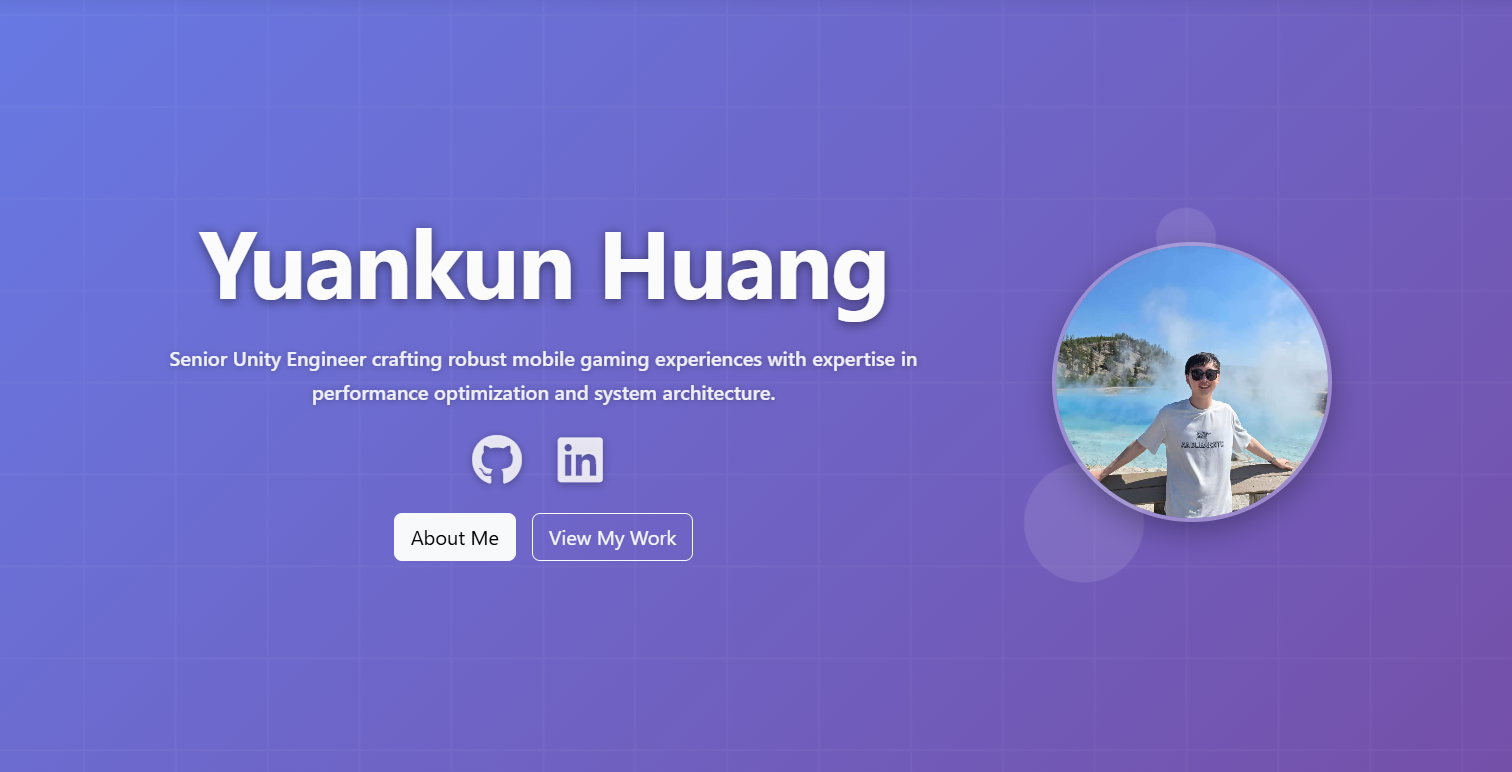 Yuankun Huang
Senior Unity Engineer crafting robust mobile gaming experiences with expertise in
performance optimization and system architecture.
in
About Me
View My Work